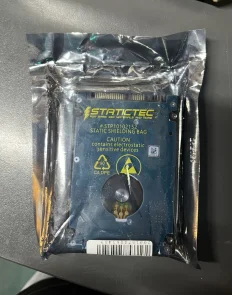 STATICTEC
STATIC SHIELDING BAG
CAUTION
contains electrostatic
sensitive devices